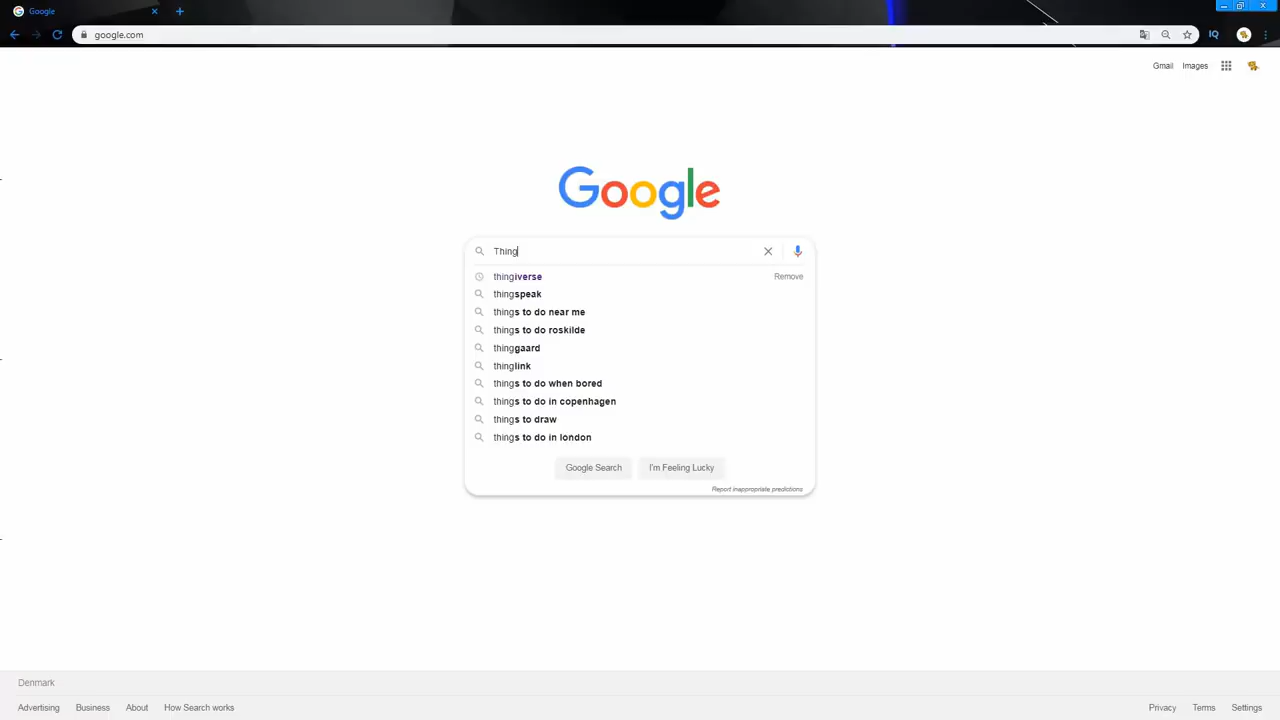 Google
google.com
IQ
Gmail Images
Google
Thing
thingiverse Remove
thingspeak
things to do near me
things to do roskilde
thinggaard
thinglink
things to do when bored
things to do in copenhagen
things to draw
things to do in london
Google Search I'm Feeling Lucky
Report inappropriate predictions
Denmark
Advertising Business About How Search works Privacy Terms Settings